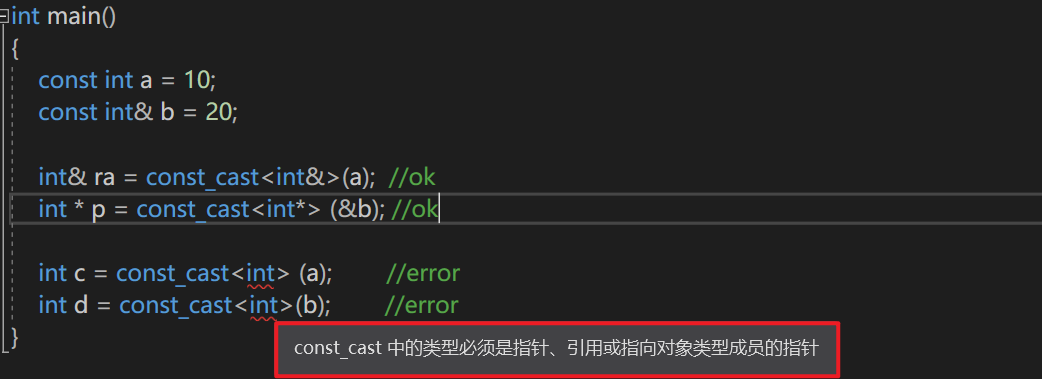 int main()
{
const int a = 10;
const int& b = 20;
int& ra = const_cast<int&>(a); //ok
int * p = const_cast<int*> (&b); //ok
int c = const_cast<int> (a); //error
int d = const_cast<int>(b); //error
}
const_cast 中的类型必须是指针、引用或指向对象类型成员的指针